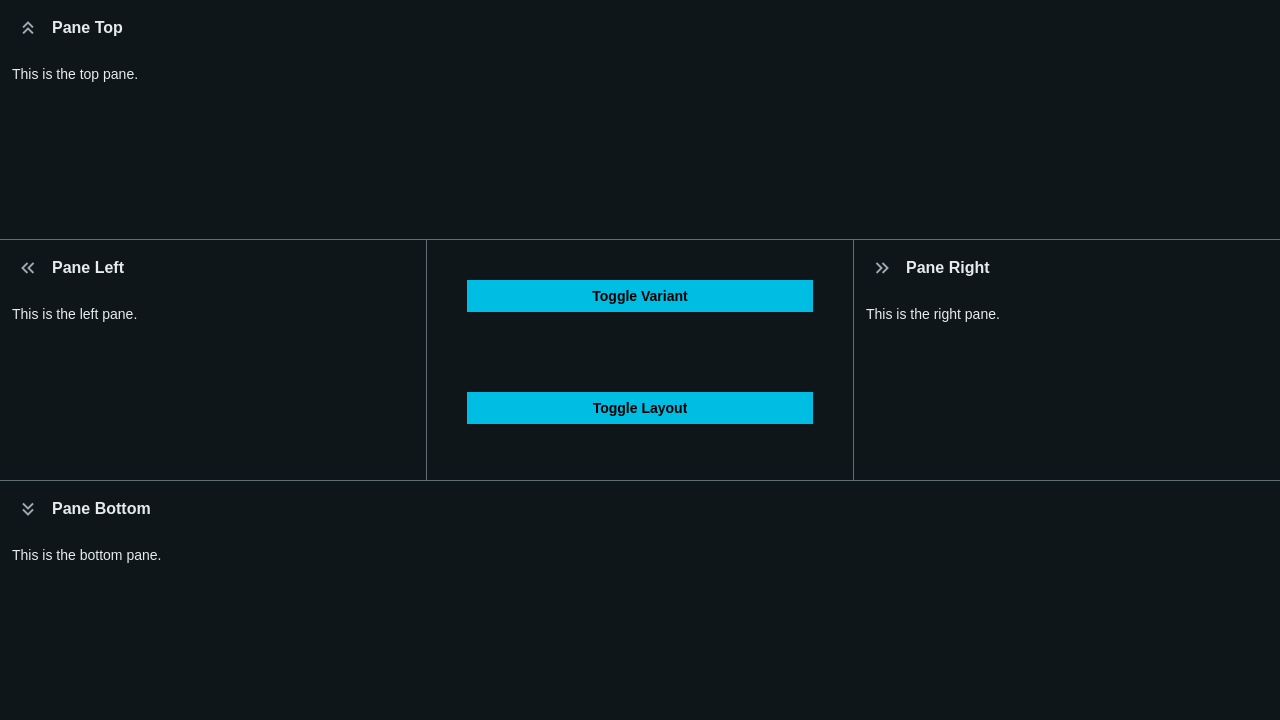 Pane Top
This is the top pane.
Pane Left
This is the left pane.
Toggle Variant
Toggle Layout
Pane Right
This is the right pane.
Pane Bottom
This is the bottom pane.